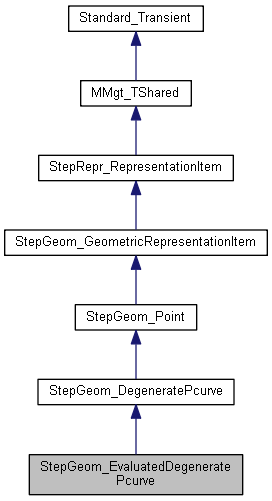 Standard_Transient
MMgt_TShared
StepRepr_RepresentationItem
StepGeom_GeometricRepresentationItem
StepGeom_Point
StepGeom_DegeneratePcurve
StepGeom_EvaluatedDegenerate
Pcurve